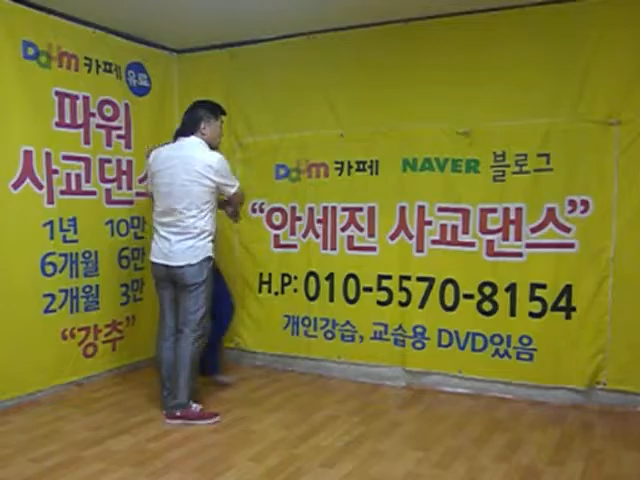 Daum 카페 유료
파워
사교댄스
1년 10만
6개월 6만
2개월 3만
"강추"
Daum 카페 NAVER 블로그
"안세진 사교댄스"
H.P: 010-5570-8154
개인강습, 교습용 DVD있음